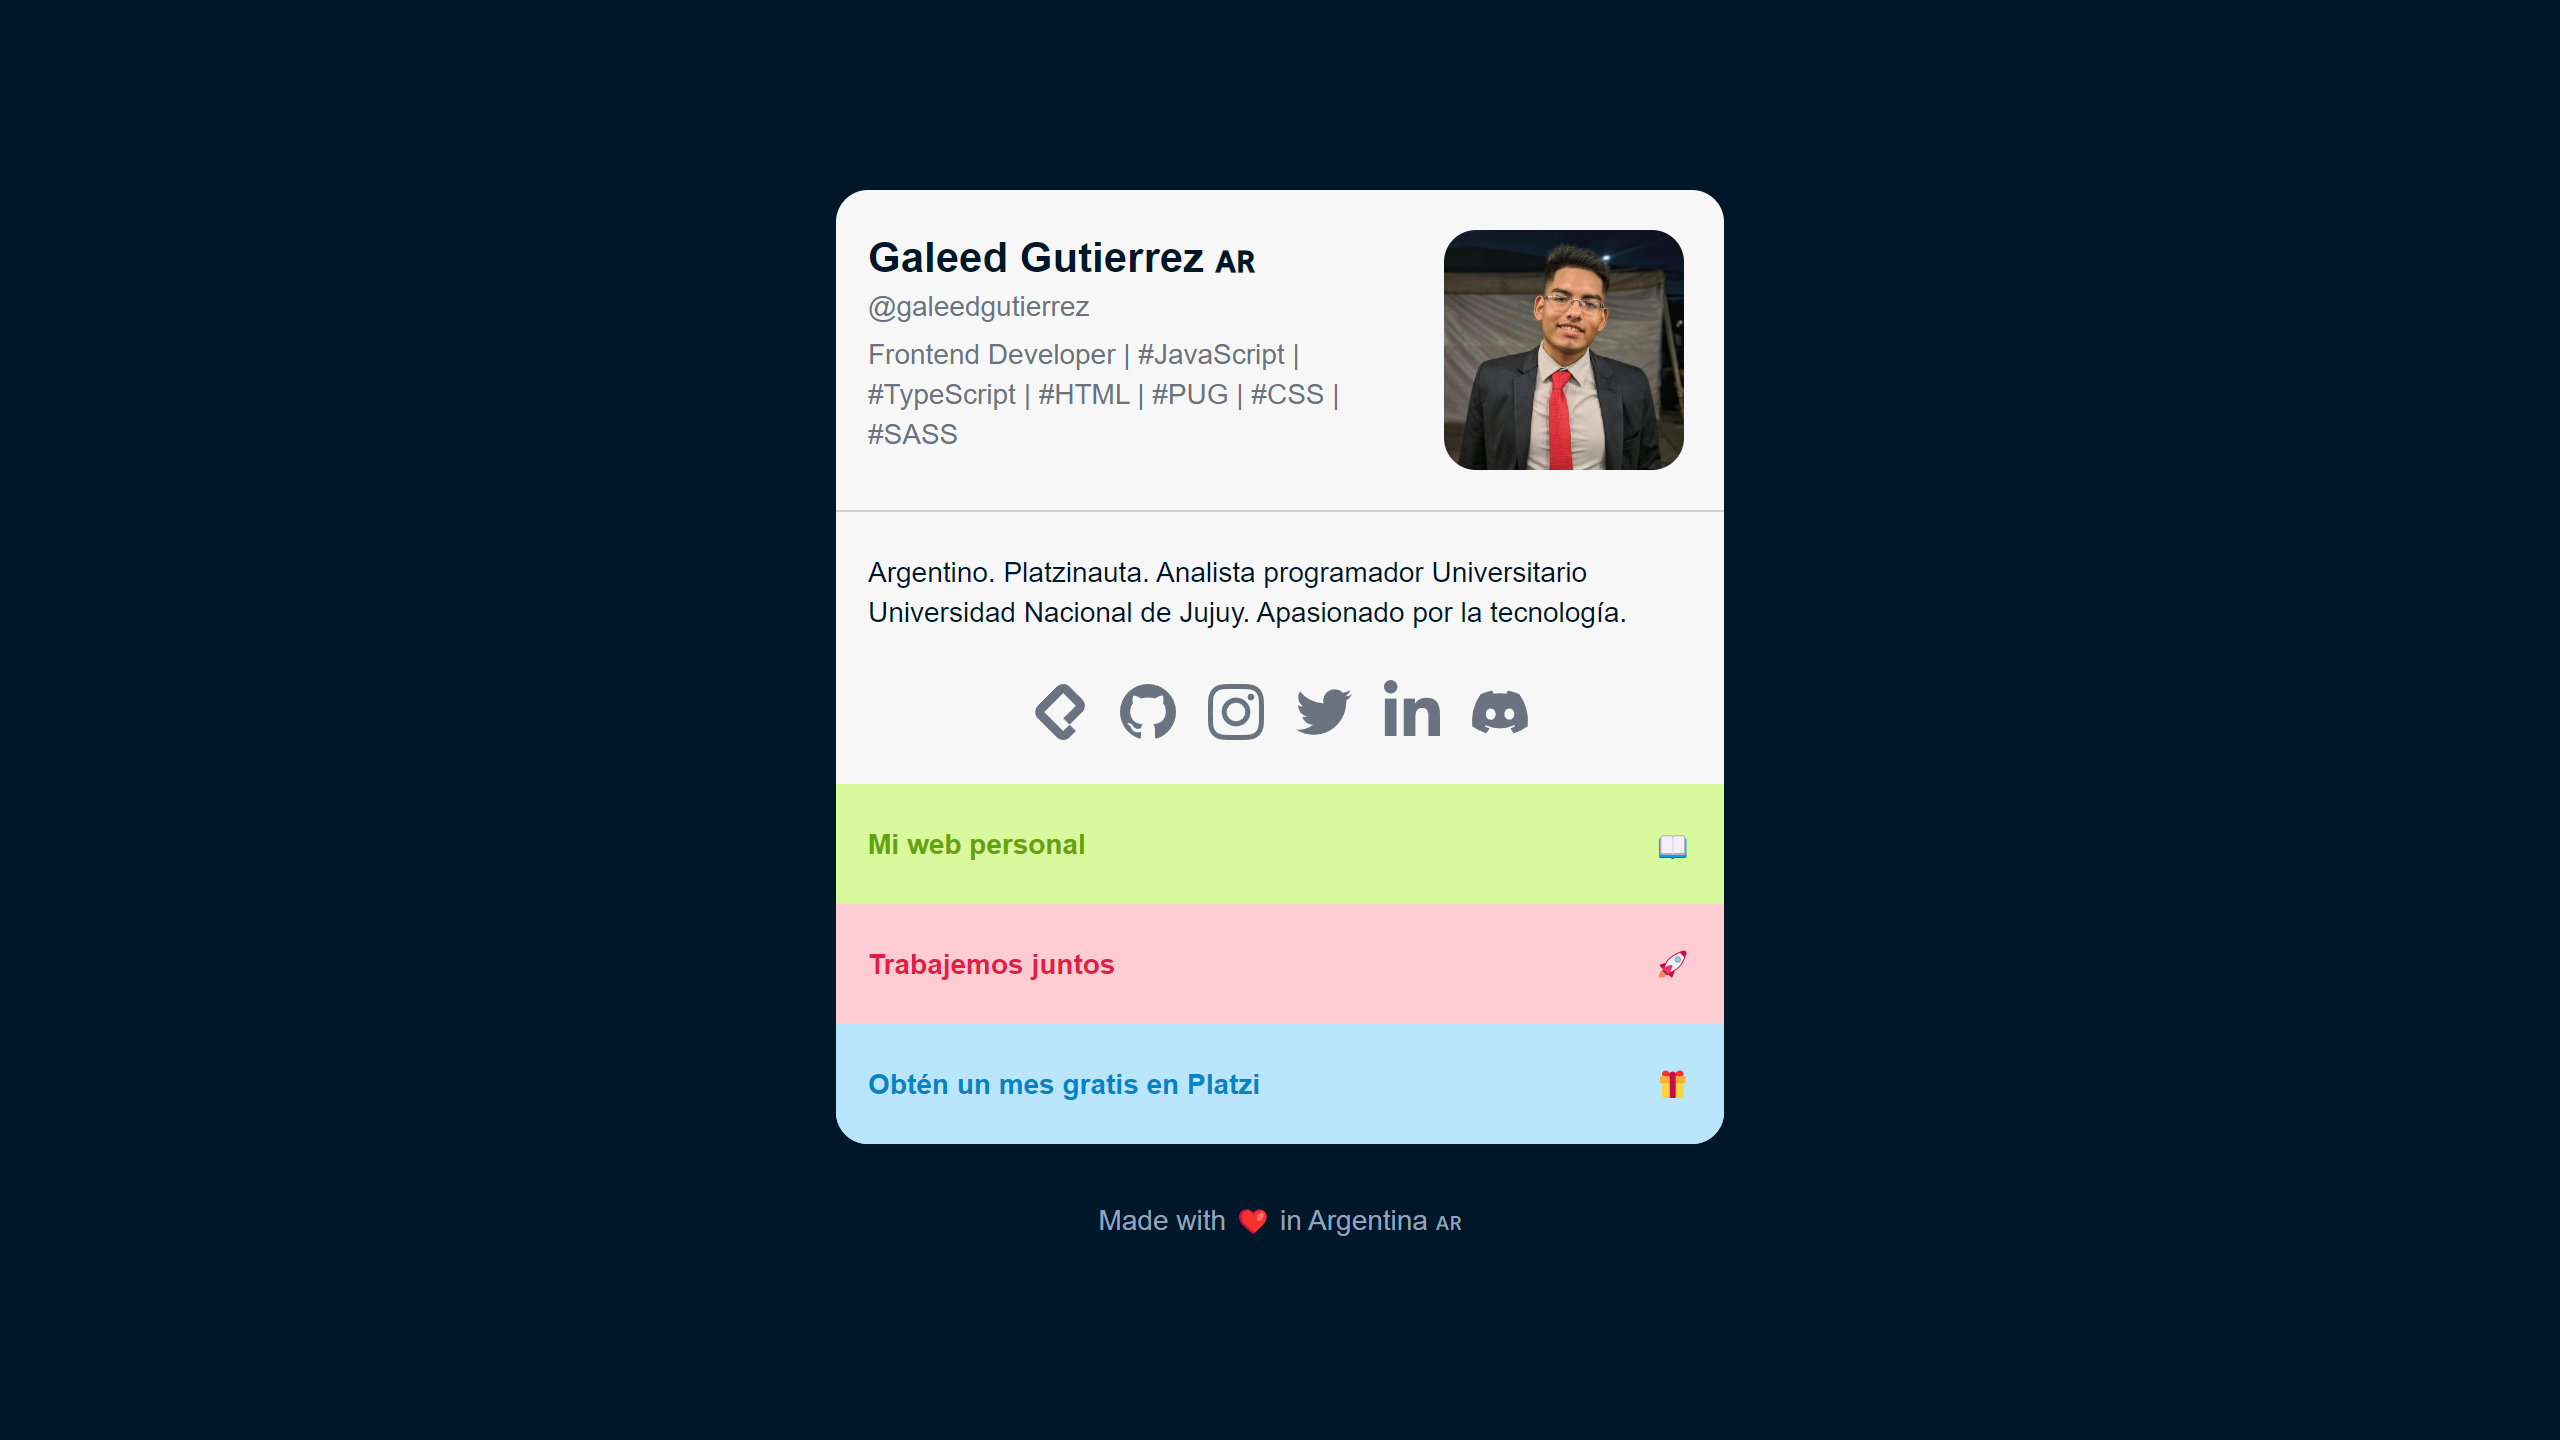 Galeed Gutierrez AR
@galeedgutierrez
Frontend Developer | #JavaScript |
#TypeScript | #HTML | #PUG | #CSS |
#SASS
Argentino. Platzinauta. Analista programador Universitario
Universidad Nacional de Jujuy. Apasionado por la tecnología.
Mi web personal 📖
Trabajemos juntos 🚀
Obtén un mes gratis en Platzi 🎁
Made with ❤️ in Argentina AR